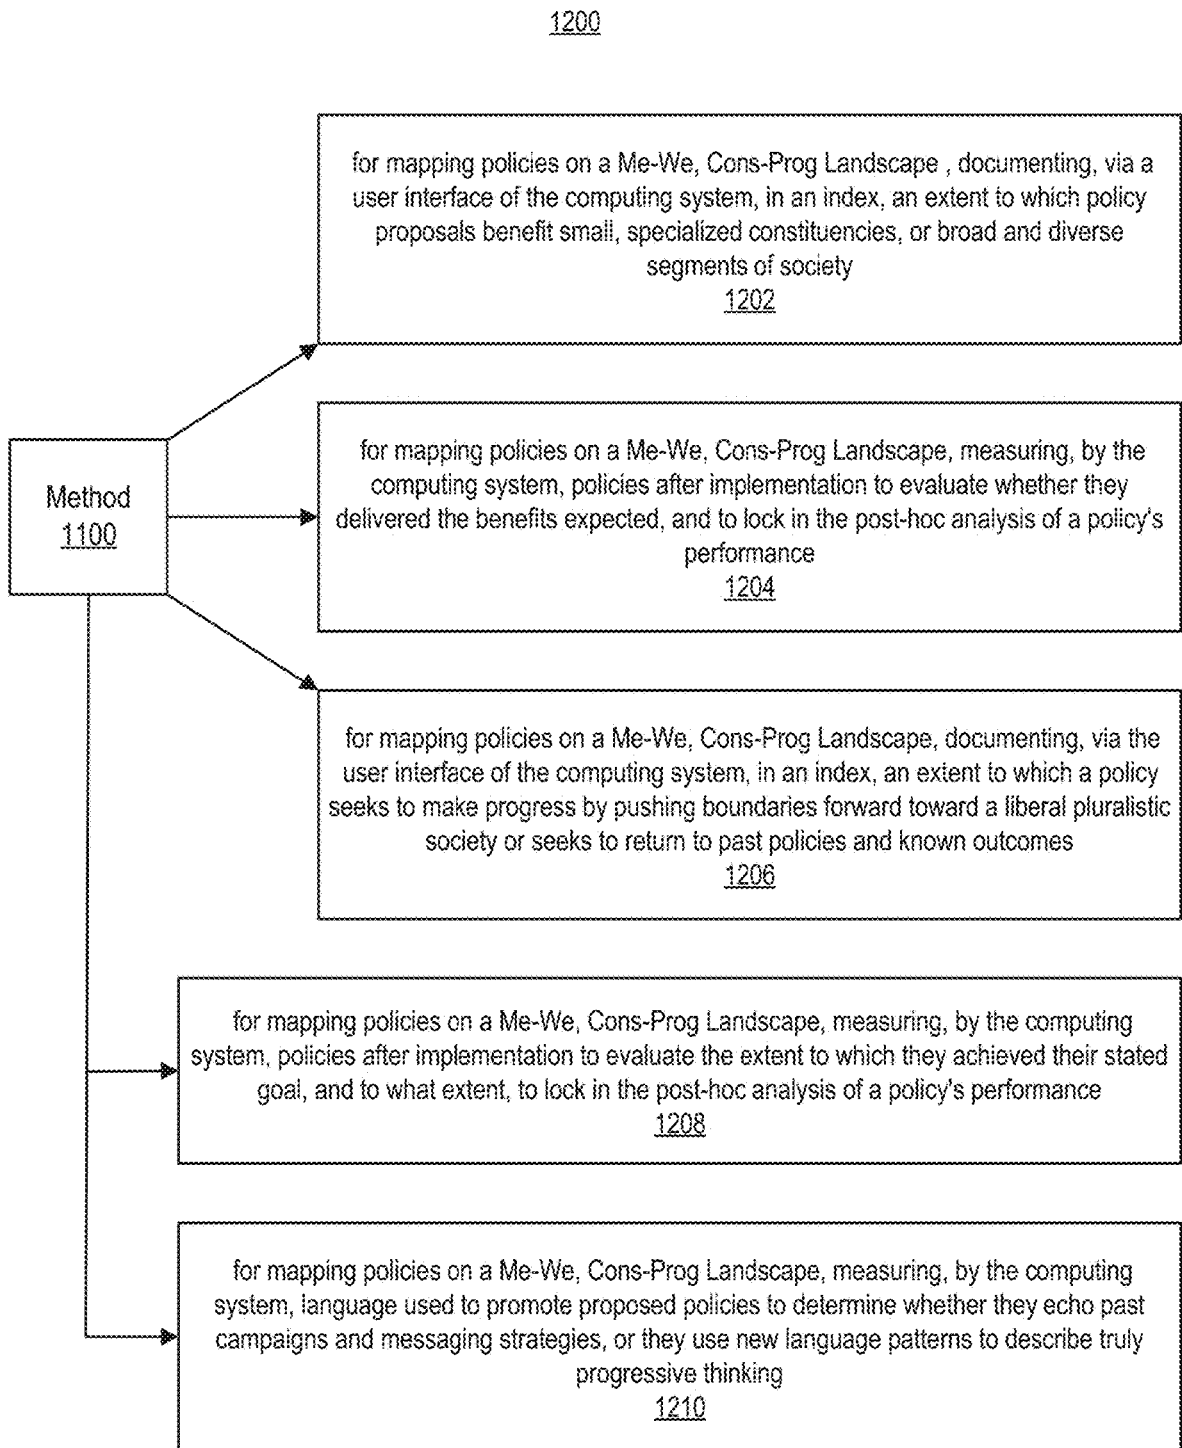 1200
for mapping policies on a Me-We, Cons-Prog Landscape , documenting, via a
user interface of the computing system, in an index, an extent to which policy
proposals benefit small, specialized constituencies, or broad and diverse
segments of society
1202
for mapping policies on a Me-We, Cons-Prog Landscape, measuring, by the
computing system, policies after implementation to evaluate whether they
delivered the benefits expected, and to lock in the post-hoc analysis of a policy's
performance
1204
Method
1100
for mapping policies on a Me-We, Cons-Prog Landscape, documenting, via the
user interface of the computing system, in an index, an extent to which a policy
seeks to make progress by pushing boundaries forward toward a liberal pluralistic
society or seeks to return to past policies and known outcomes
1206
for mapping policies on a Me-We, Cons-Prog Landscape, measuring, by the computing
system, policies after implementation to evaluate the extent to which they achieved their stated
goal, and to what extent, to lock in the post-hoc analysis of a policy's performance
1208
for mapping policies on a Me-We, Cons-Prog Landscape, measuring, by the computing
system, language used to promote proposed policies to determine whether they echo past
campaigns and messaging strategies, or they use new language patterns to describe truly
progressive thinking
1210